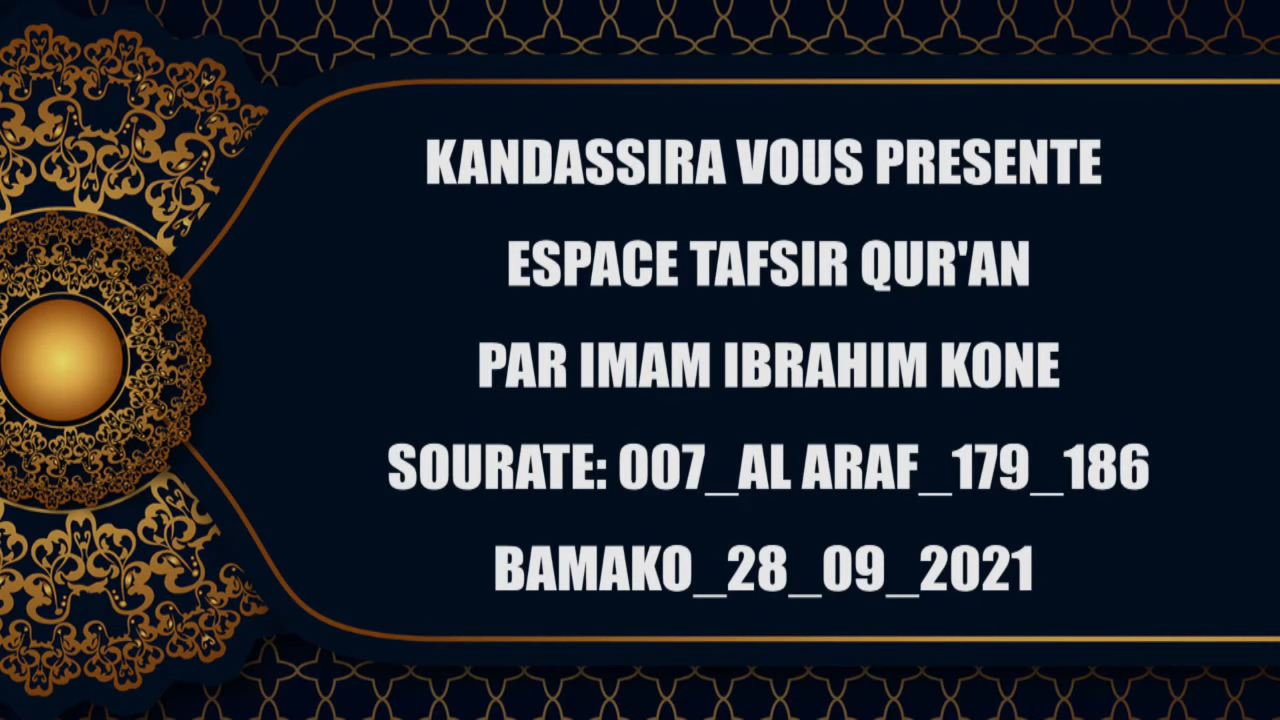 KANDASSIRA VOUS PRESENTE
ESPACE TAFSIR QUR'AN
PAR IMAM IBRAHIM KONE
SOURATE: 007_AL ARAF_179_186
BAMAKO_28_09_2021